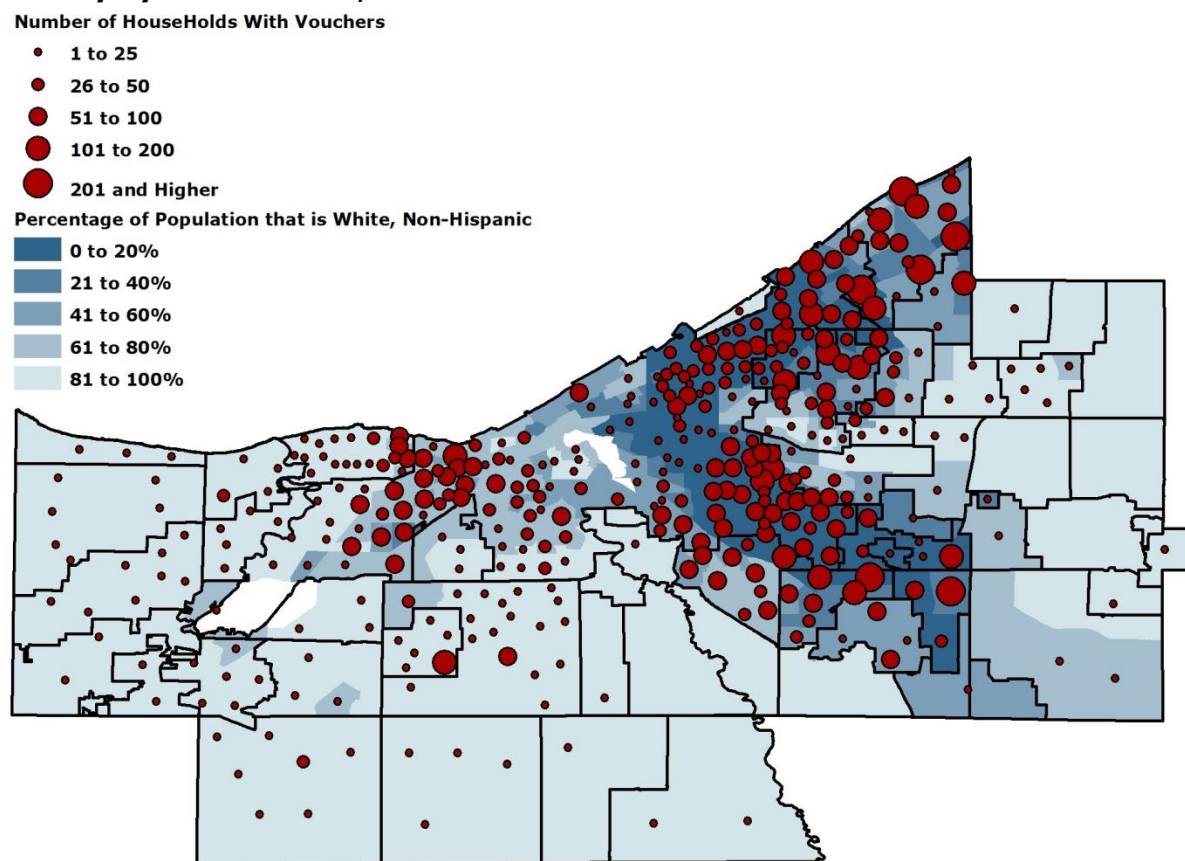 Number of HouseHolds With Vouchers
1 to 25
26 to 50
51 to 100
101 to 200
201 and Higher
Percentage of Population that is White, Non-Hispanic
0 to 20%
21 to 40%
41 to 60%
61 to 80%
81 to 100%